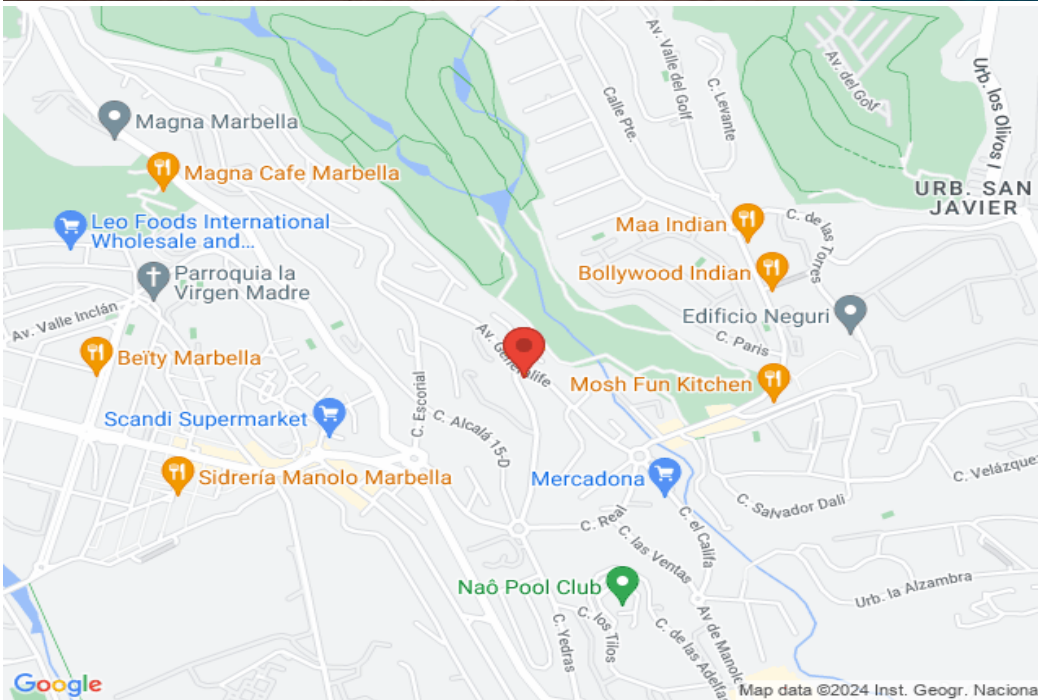 Av. Valle del Golf
C. Levante
Av. del Golf
Urb. los Olivos I
Calle Pte.
Magna Marbella
Magna Cafe Marbella
URB. SAN
JAVIER
Leo Foods International
Wholesale and...
Maa Indian
C. de las Torres
Parroquia la
Virgen Madre
Bollywood Indian
Av. Valle Inclán
Edificio Neguri
C. Paris
Av. Generalife
Beïty Marbella
Mosh Fun Kitchen
C. Escorial
Scandi Supermarket
C. Alcalá 15-D
Sidrería Manolo Marbella
Mercadona
C. Velázque
C. Salvador Dali
C. Real
C. el Califa
C. las Ventas
Naô Pool Club
Urb. la Alzambra
C. Yedras
C. los Tilos
C. de las Adelfa
Av de Manolo
Google
Map data ©2024 Inst. Geogr. Naciona